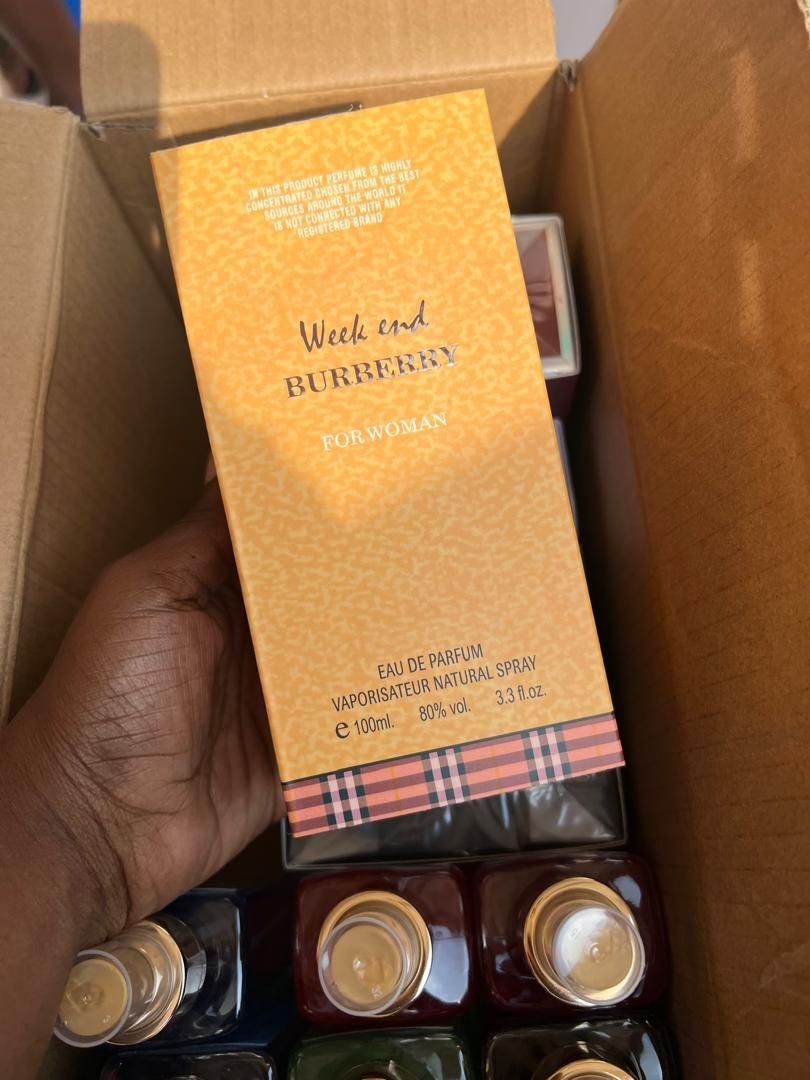 IN THIS PRODUCT PERFUME IS HIGHLY
CONCENTRATED CHOSEN FROM THE BEST
SOURCES AROUND THE WORLD IT
IS NOT CONNECTED WITH ANY
REGISTERED BRAND
Week end
BURBERRY
FOR WOMAN
EAU DE PARFUM
VAPORISATEUR NATURAL SPRAY
e 100ml. 80% vol. 3.3 fl.oz.